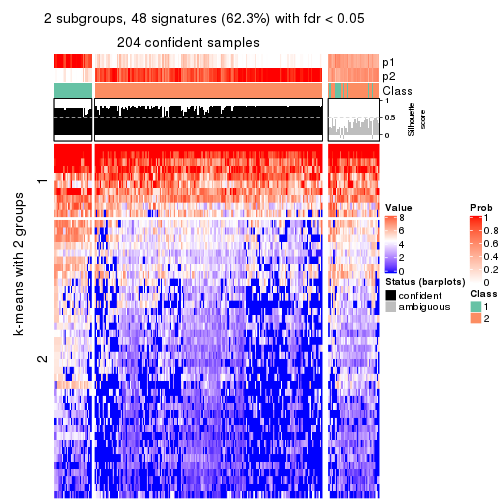 2 subgroups, 48 signatures (62.3%) with fdr < 0.05
204 confident samples
p1
p2
Class
1
0.5
0
Silhouette
score
k-means with 2 groups
1
2
Value
8
6
4
2
0
Status (barplots)
confident
ambiguous
Prob
1
0.8
0.6
0.4
0.2
0
Class
1
2